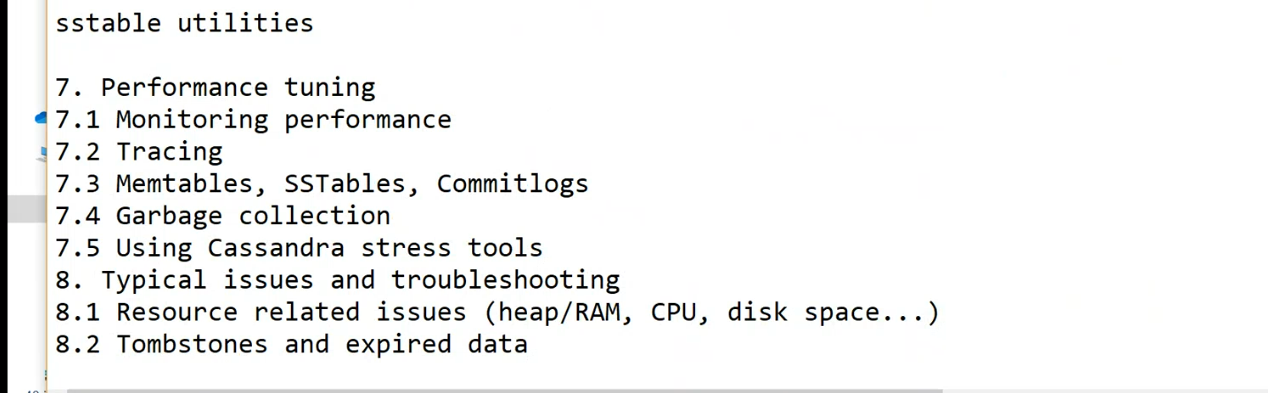 sstable utilities
7. Performance tuning
7.1 Monitoring performance
7.2 Tracing
7.3 Memtables, SSTables, Commitlogs
7.4 Garbage collection
7.5 Using Cassandra stress tools
8. Typical issues and troubleshooting
8.1 Resource related issues (heap/RAM, CPU, disk space...)
8.2 Tombstones and expired data